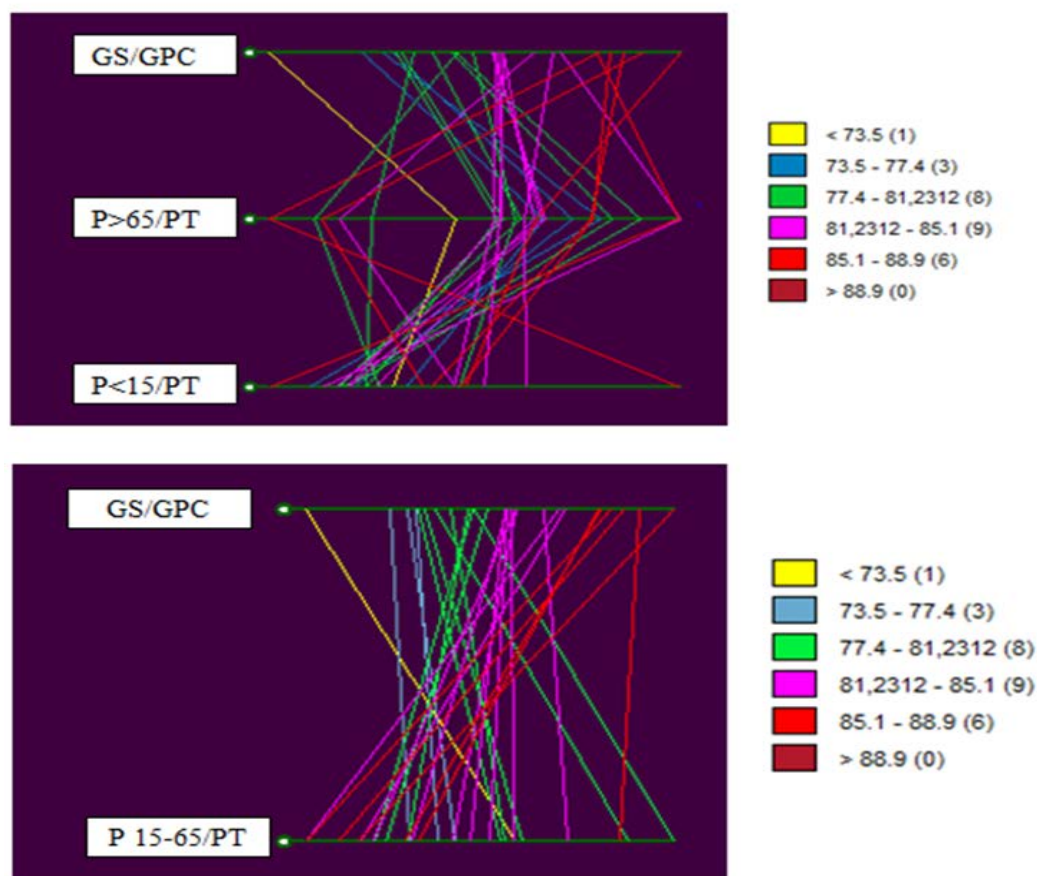 GS/GPC
P>65/PT
P<15/PT
< 73.5 (1)
73.5 - 77.4 (3)
77.4 - 81,2312 (8)
81,2312 - 85.1 (9)
85.1 - 88.9 (6)
> 88.9 (0)
GS/GPC
P 15-65/PT
< 73.5 (1)
73.5 - 77.4 (3)
77.4 - 81,2312 (8)
81,2312 - 85.1 (9)
85.1 - 88.9 (6)
> 88.9 (0)